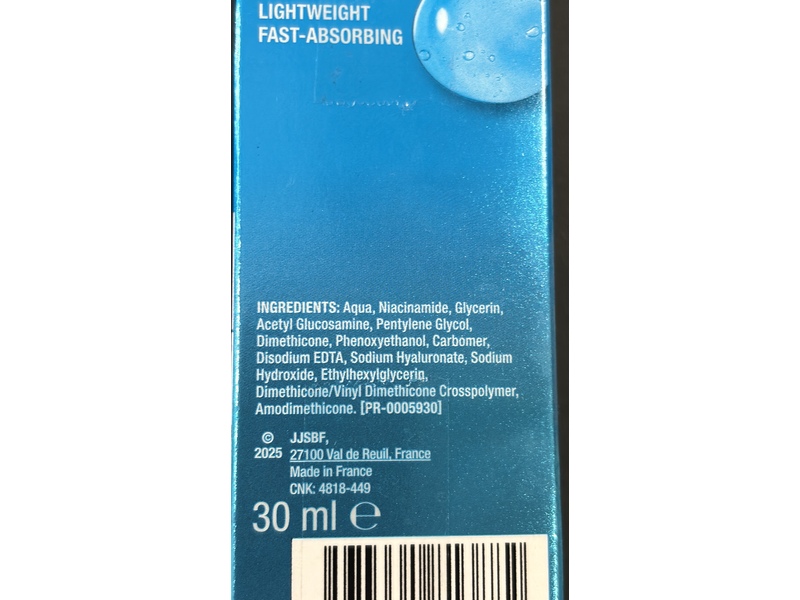 LIGHTWEIGHT
FAST-ABSORBING
INGREDIENTS: Aqua, Niacinamide, Glycerin,
Acetyl Glucosamine, Pentylene Glycol,
Dimethicone, Phenoxyethanol, Carbomer,
Disodium EDTA, Sodium Hyaluronate, Sodium
Hydroxide, Ethylhexylglycerin,
Dimethicone/Vinyl Dimethicone Crosspolymer,
Amodimethicone. [PR-0005930]
© JJSBF,
2025 27100 Val de Reuil, France
Made in France
CNK: 4818-449
30 ml ℮